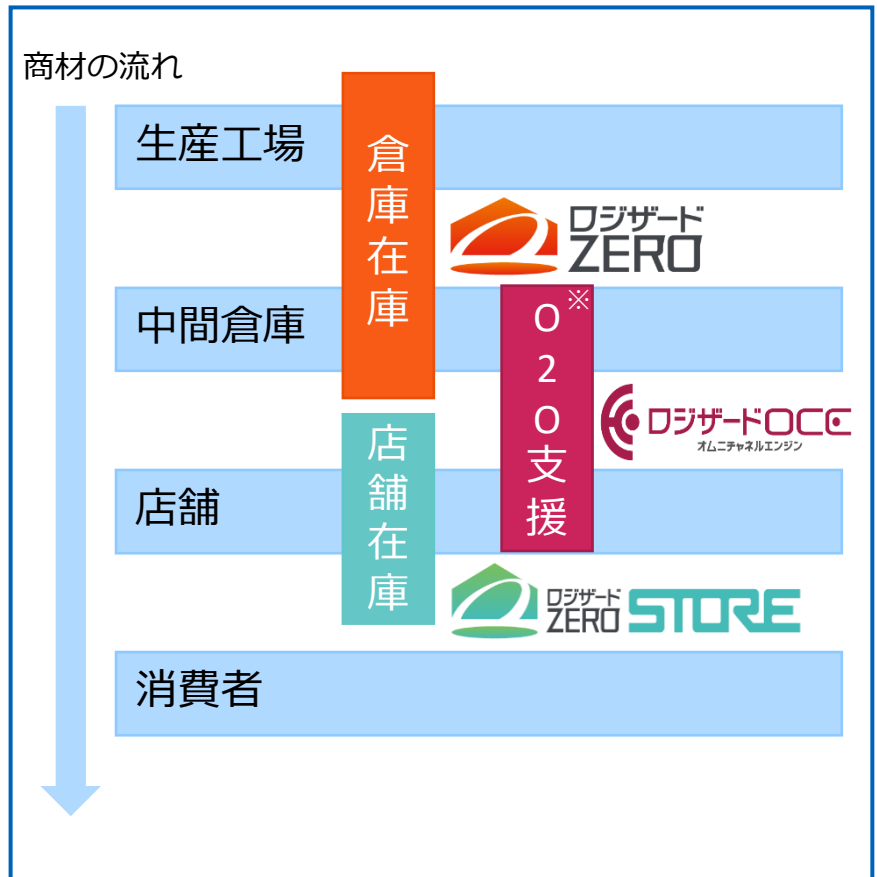 商材の流れ
生産工場
倉庫在庫
ロジザード
ZERO
中間倉庫
O2O支援※
ロジザードOCE
オムニチャネルエンジン
店舗在庫
店舗
ロジザード
ZERO STORE
消費者